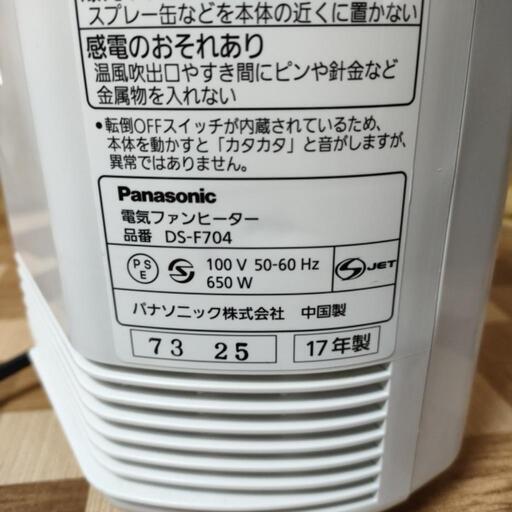 スプレー缶などを本体の近くに置かない
感電のおそれあり
温風吹出口やすき間にピンや針金など
金属物を入れない
•転倒OFFスイッチが内蔵されているため、
本体を動かすと「カタカタ」と音がしますが、
異常ではありません。
Panasonic
電気ファンヒーター
品番 DS-F704
PSE 100 V 50-60 Hz
650 W
S JET
パナソニック株式会社 中国製
73 25 17年製